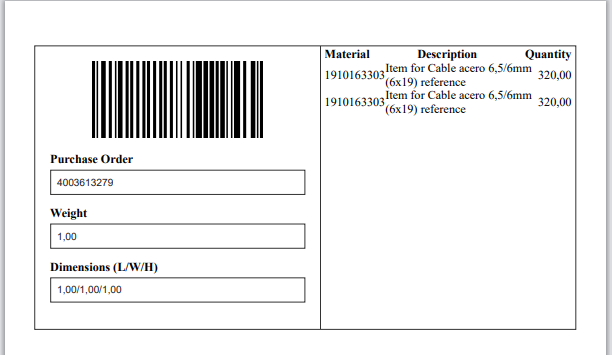 Purchase Order
4003613279
Weight
1,00
Dimensions (L/W/H)
1,00/1,00/1,00
Material Description Quantity
1910163303 Item for Cable acero 6,5/6mm 320,00
(6x19) reference
1910163303 Item for Cable acero 6,5/6mm 320,00
(6x19) reference